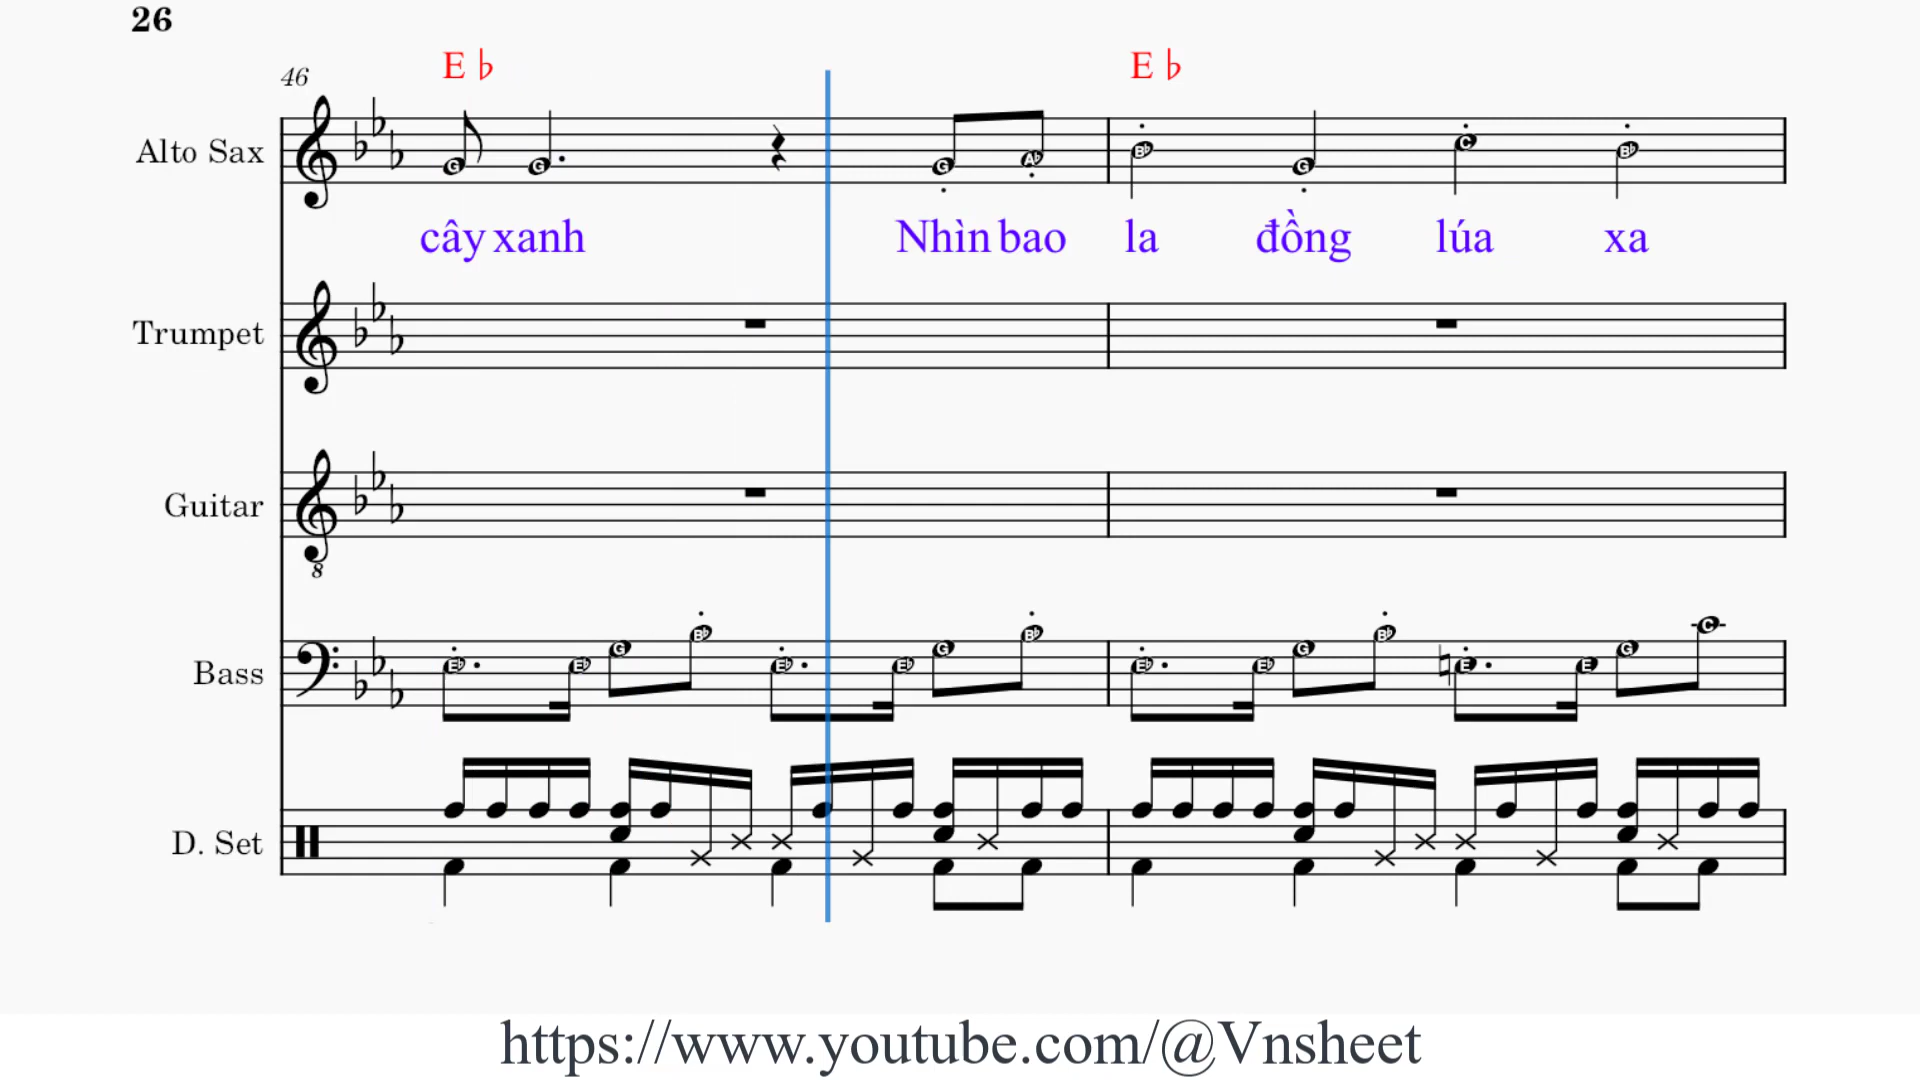 26
46
E♭ E♭
Alto Sax
G G G A♭ B♭ G C B♭
cây xanh Nhìn bao la đồng lúa xa
Trumpet
Guitar
8
Bass
E♭ E♭ G B♭ E♭ E♭ G B♭ E♭ E♭ G B♭ E E G C
D. Set
https://www.youtube.com/@Vnsheet